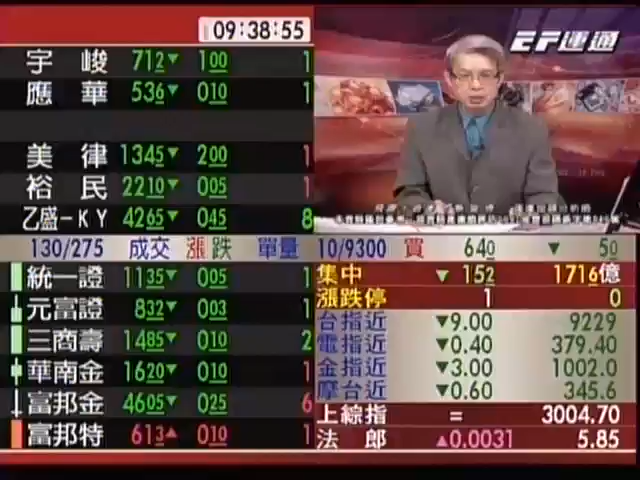 09:38:55
EF運通
宇峻 712▼ 100 1
應華 536▼ 010 1
美律 1345▼ 200 1
裕民 2210▼ 005 1
乙盛-KY 4265▼ 045 8
130/275 成交 漲跌 單量
10/9300 買 640 ▼ 50
統一證 1135▼ 005 1
元富證 832▼ 003 1
三商壽 1485▼ 010 2
華南金 1620▼ 010 1
富邦金 4605▼ 025 6
富邦特 613▲ 010 1
集中 ▼ 152 1716億
漲跌停 1 0
台指近 ▼9.00 9229
電指近 ▼0.40 379.40
金指近 ▼3.00 1002.0
摩台近 ▼0.60 345.6
上綜指 = 3004.70
法郎 ▲0.0031 5.85